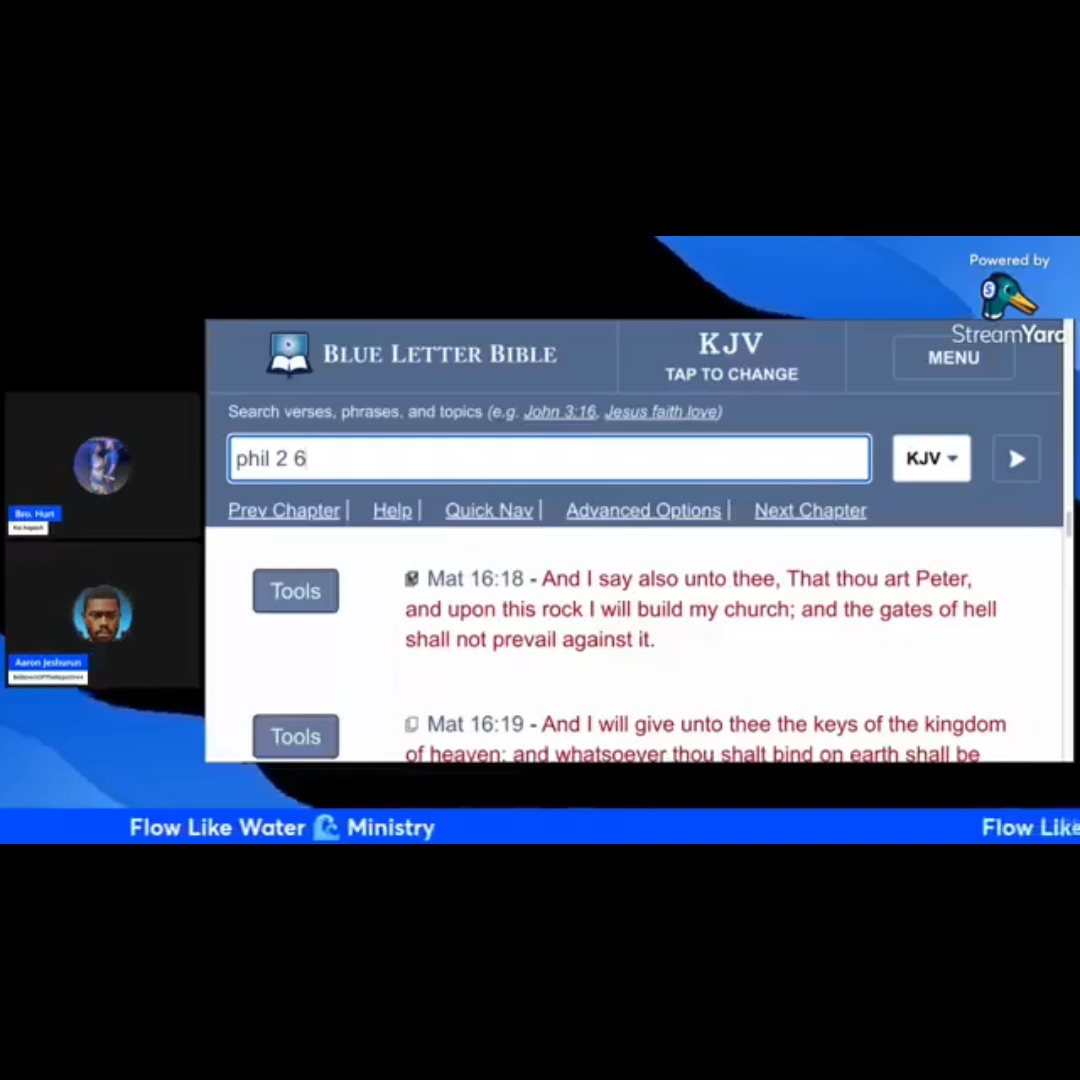 Powered by
StreamYard
BLUE LETTER BIBLE
KJV
TAP TO CHANGE
MENU
Search verses, phrases, and topics (e.g. John 3:16, Jesus faith love)
phil 2 6
KJV
Prev Chapter | Help | Quick Nav | Advanced Options | Next Chapter
Tools
Mat 16:18 - And I say also unto thee, That thou art Peter,
and upon this rock I will build my church; and the gates of hell
shall not prevail against it.
Tools
Mat 16:19 - And I will give unto thee the keys of the kingdom
of heaven: and whatsoever thou shalt bind on earth shall be
Bro. Hurt
Aaron Jeshurun
Flow Like Water Ministry
Flow Like